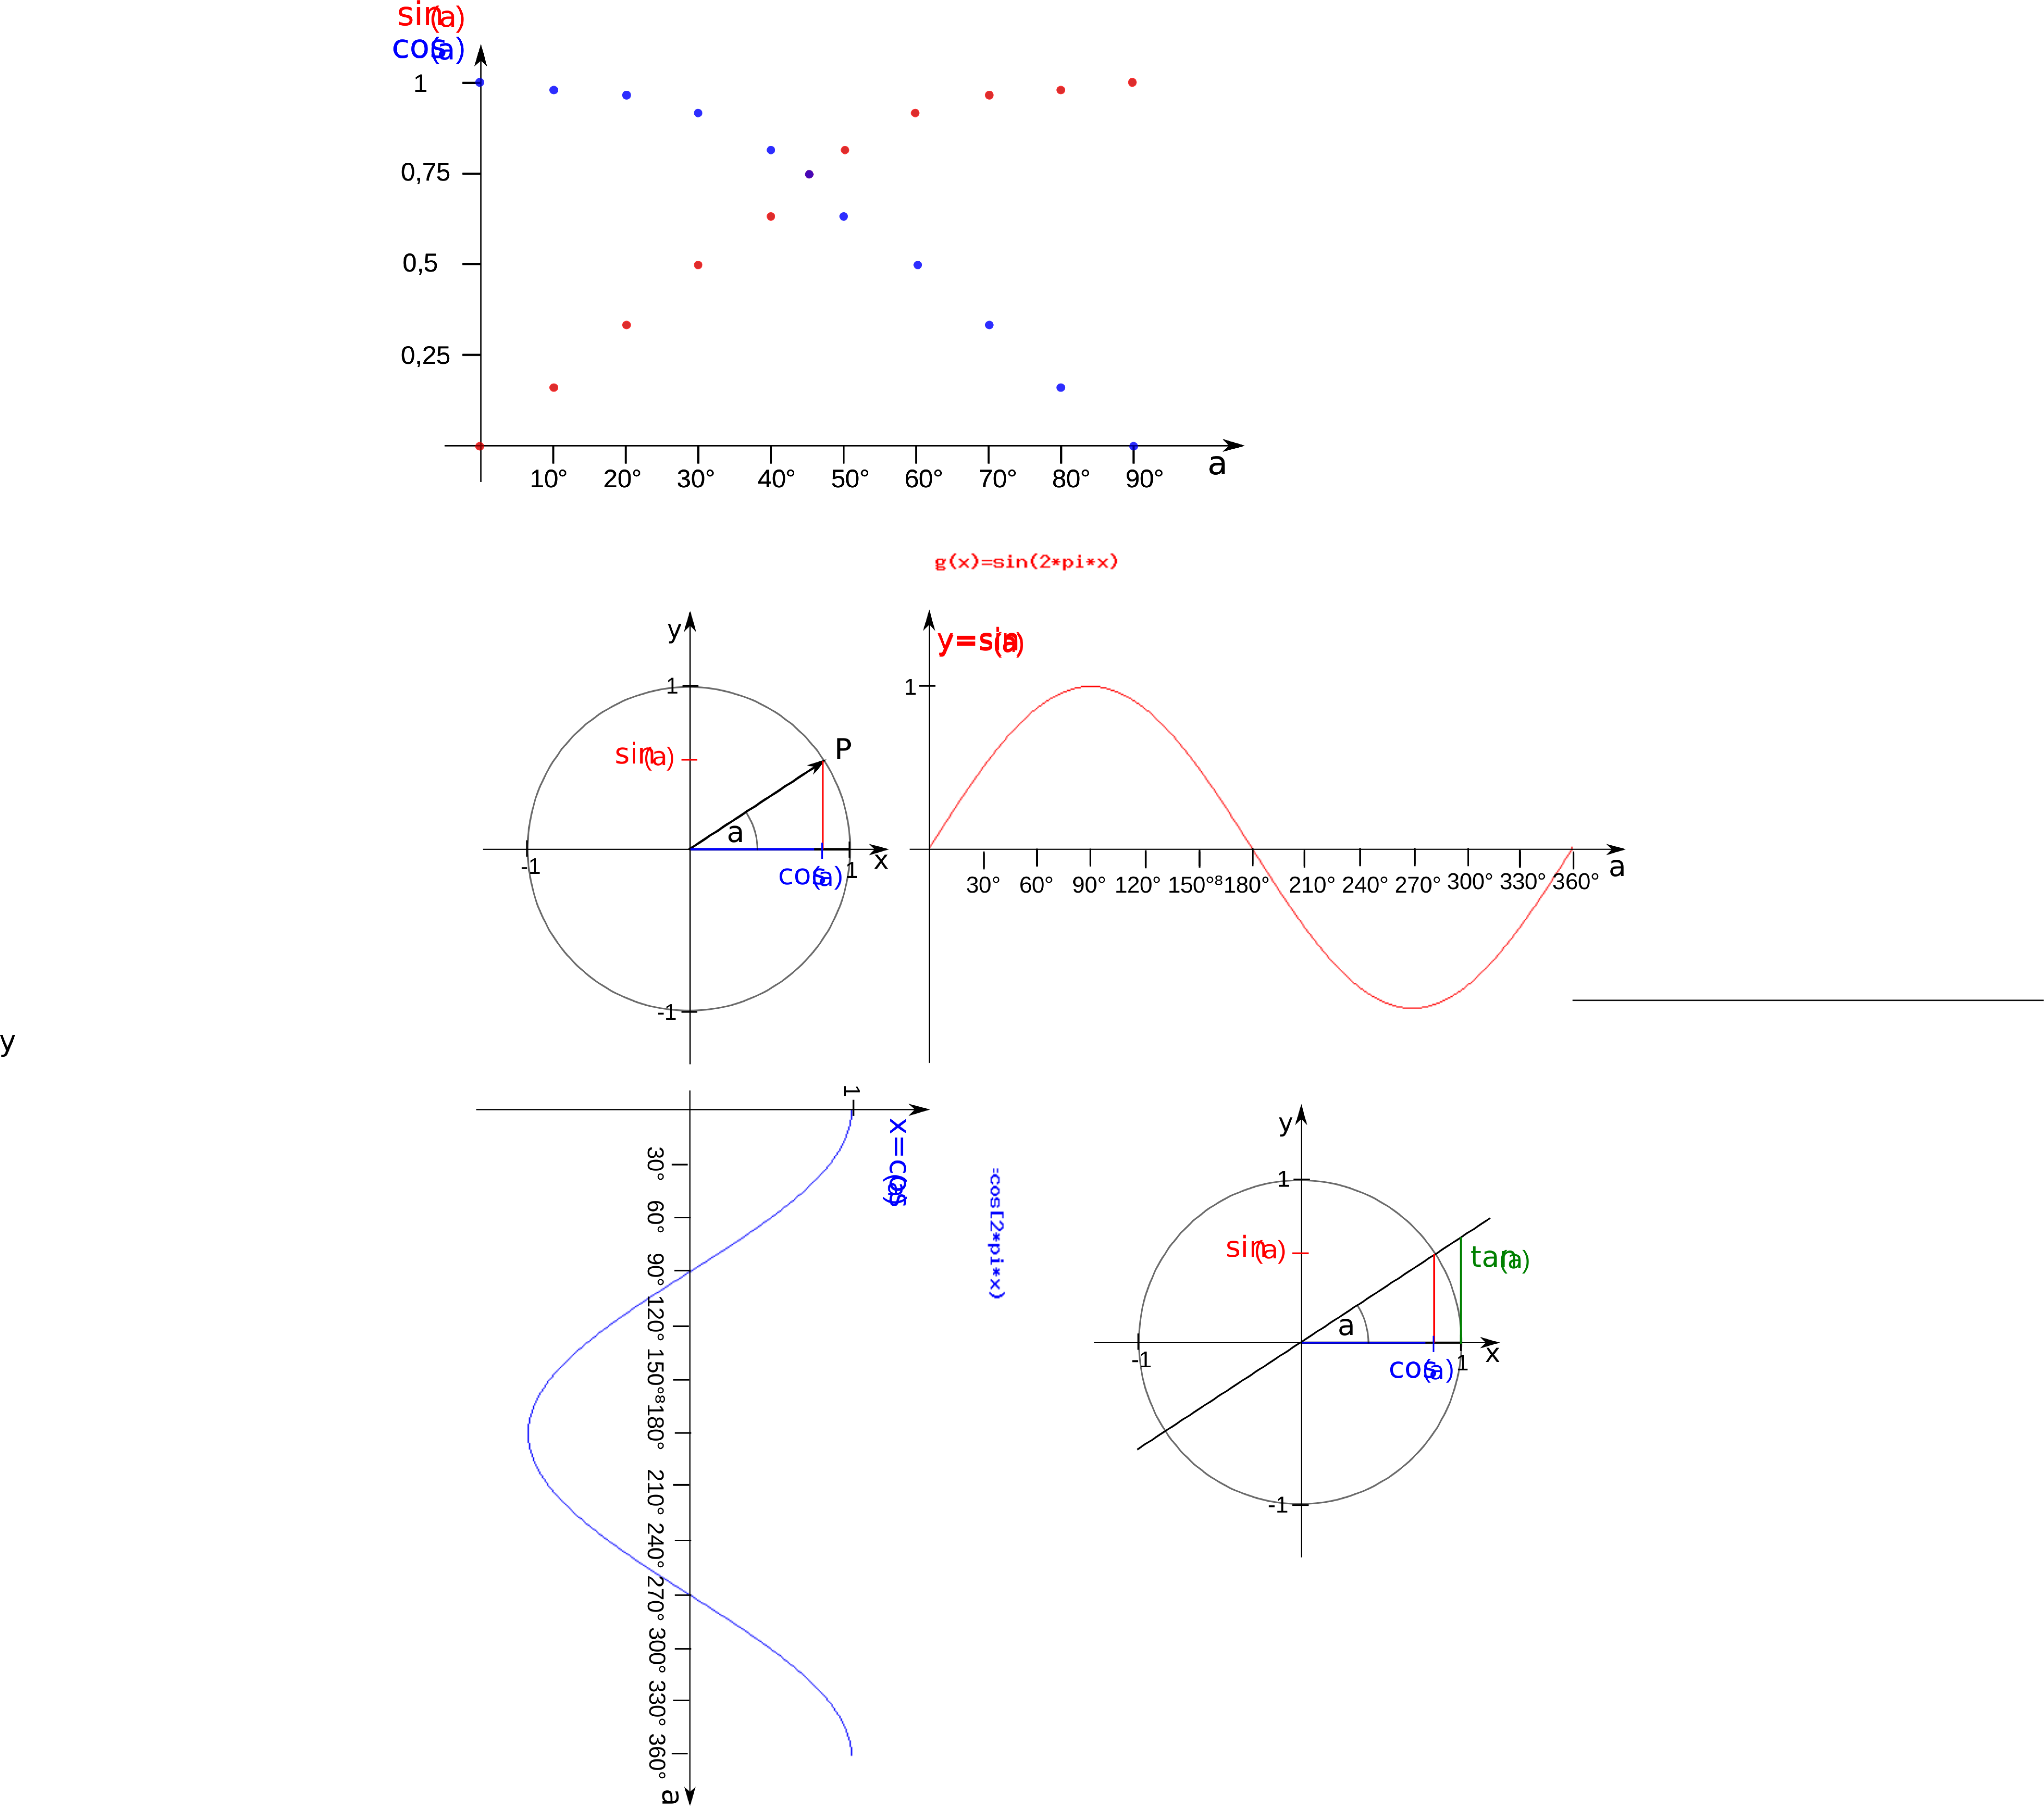 sin(a)
cos(a)
1
0,75
0,5
0,25
10° 20° 30° 40° 50° 60° 70° 80° 90°
a
g(x)=sin(2*pi*x)
y
1
sin(a)
P
a
-1
cos(a)
1
x
-1
y=sin(a)
1
30° 60° 90° 120° 150°⁸180° 210° 240° 270° 300° 330° 360°
a
y
1
x=cos(a)
30° 60° 90° 120° 150°⁸180° 210° 240° 270° 300° 330° 360°
a
=cos[2*pi*x)
y
1
sin(a)
tan(a)
a
-1
cos(a)
1
x
-1